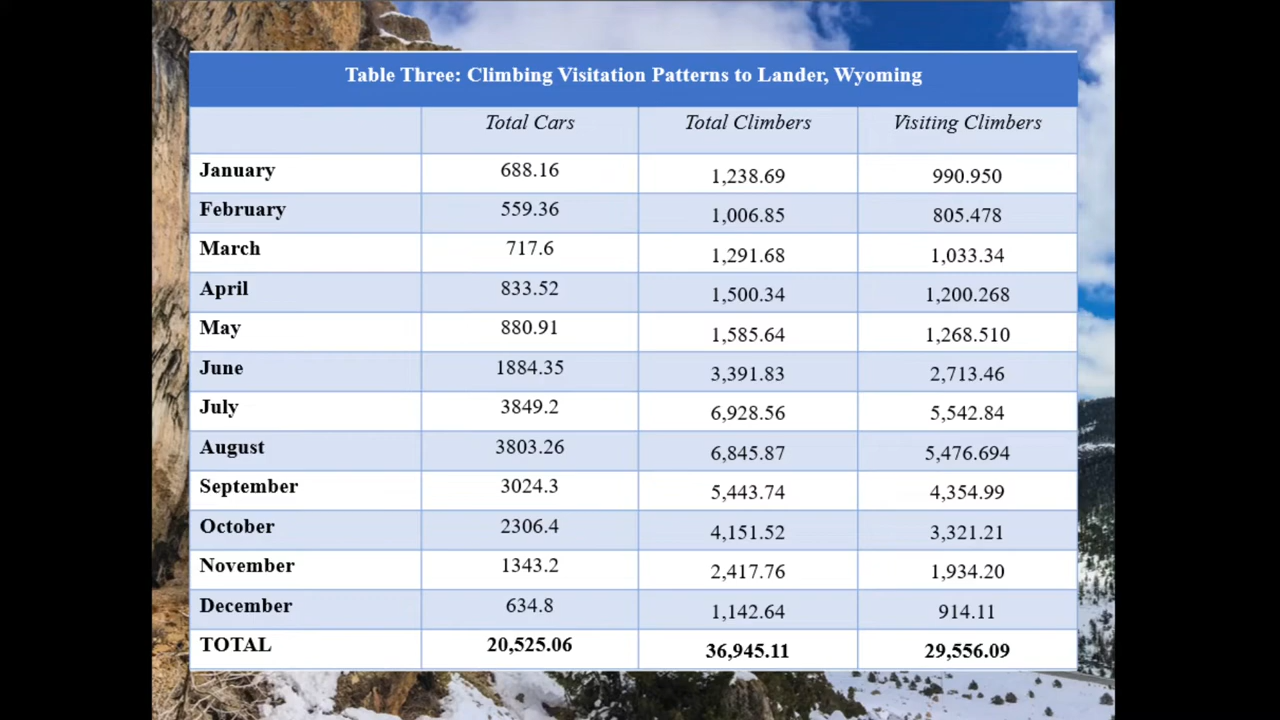 Table Three: Climbing Visitation Patterns to Lander, Wyoming
Total Cars Total Climbers Visiting Climbers
January 688.16 1,238.69 990.950
February 559.36 1,006.85 805.478
March 717.6 1,291.68 1,033.34
April 833.52 1,500.34 1,200.268
May 880.91 1,585.64 1,268.510
June 1884.35 3,391.83 2,713.46
July 3849.2 6,928.56 5,542.84
August 3803.26 6,845.87 5,476.694
September 3024.3 5,443.74 4,354.99
October 2306.4 4,151.52 3,321.21
November 1343.2 2,417.76 1,934.20
December 634.8 1,142.64 914.11
TOTAL 20,525.06 36,945.11 29,556.09